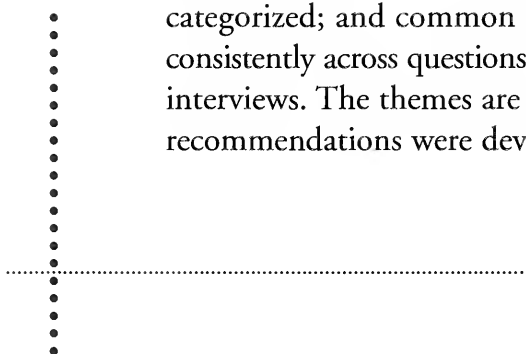 categorized; and common
consistently across questions
interviews. The themes are
recommendations were dev